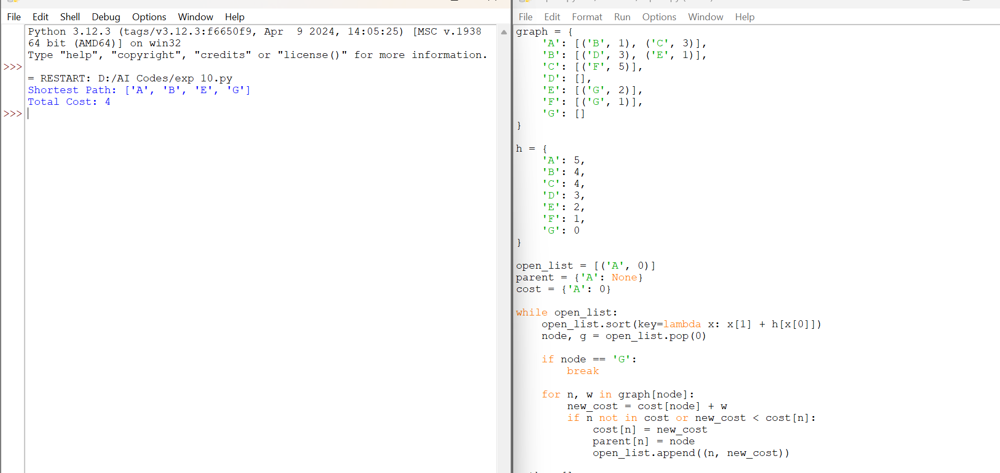 File Edit Shell Debug Options Window Help
Python 3.12.3 (tags/v3.12.3:f6650f9, Apr  9 2024, 14:05:25) [MSC v.1938
64 bit (AMD64)] on win32
Type "help", "copyright", "credits" or "license()" for more information.
>>>
= RESTART: D:/AI Codes/exp 10.py
Shortest Path: ['A', 'B', 'E', 'G']
Total Cost: 4
>>>
File Edit Format Run Options Window Help
graph = {
    'A': [('B', 1), ('C', 3)],
    'B': [('D', 3), ('E', 1)],
    'C': [('F', 5)],
    'D': [],
    'E': [('G', 2)],
    'F': [('G', 1)],
    'G': []
}
h = {
    'A': 5,
    'B': 4,
    'C': 4,
    'D': 3,
    'E': 2,
    'F': 1,
    'G': 0
}
open_list = [('A', 0)]
parent = {'A': None}
cost = {'A': 0}
while open_list:
    open_list.sort(key=lambda x: x[1] + h[x[0]])
    node, g = open_list.pop(0)
    if node == 'G':
        break
    for n, w in graph[node]:
        new_cost = cost[node] + w
        if n not in cost or new_cost < cost[n]:
            cost[n] = new_cost
            parent[n] = node
            open_list.append((n, new_cost))